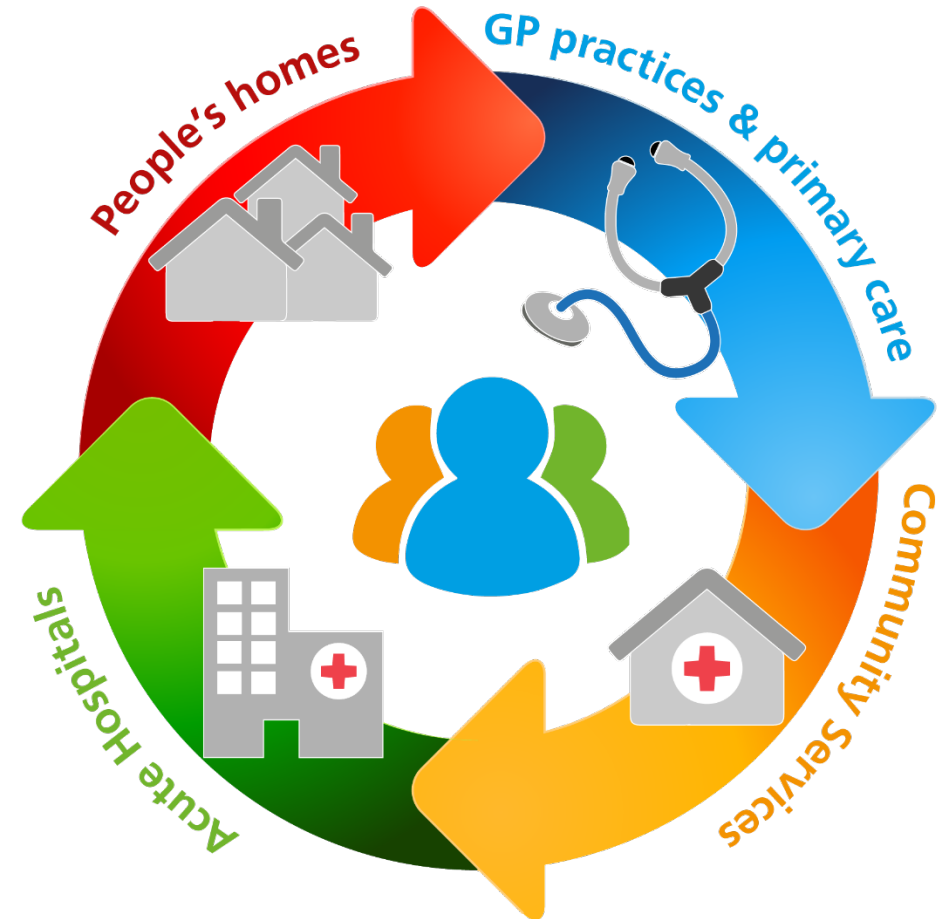 People's homes
GP practices & primary care
Community Services
Acute Hospitals